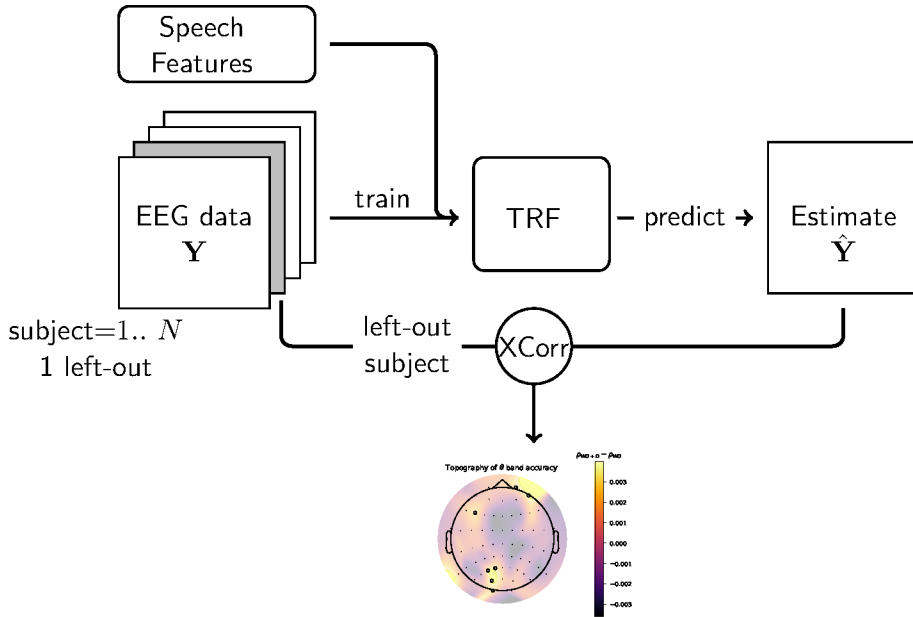 Speech
Features
EEG data
Y
train
TRF
predict
Estimate
Ŷ
subject=1.. N
1 left-out
left-out
subject
XCorr
Topography of θ band accuracy
0.003
0.002
0.001
0.000
−0.001
−0.002
−0.003